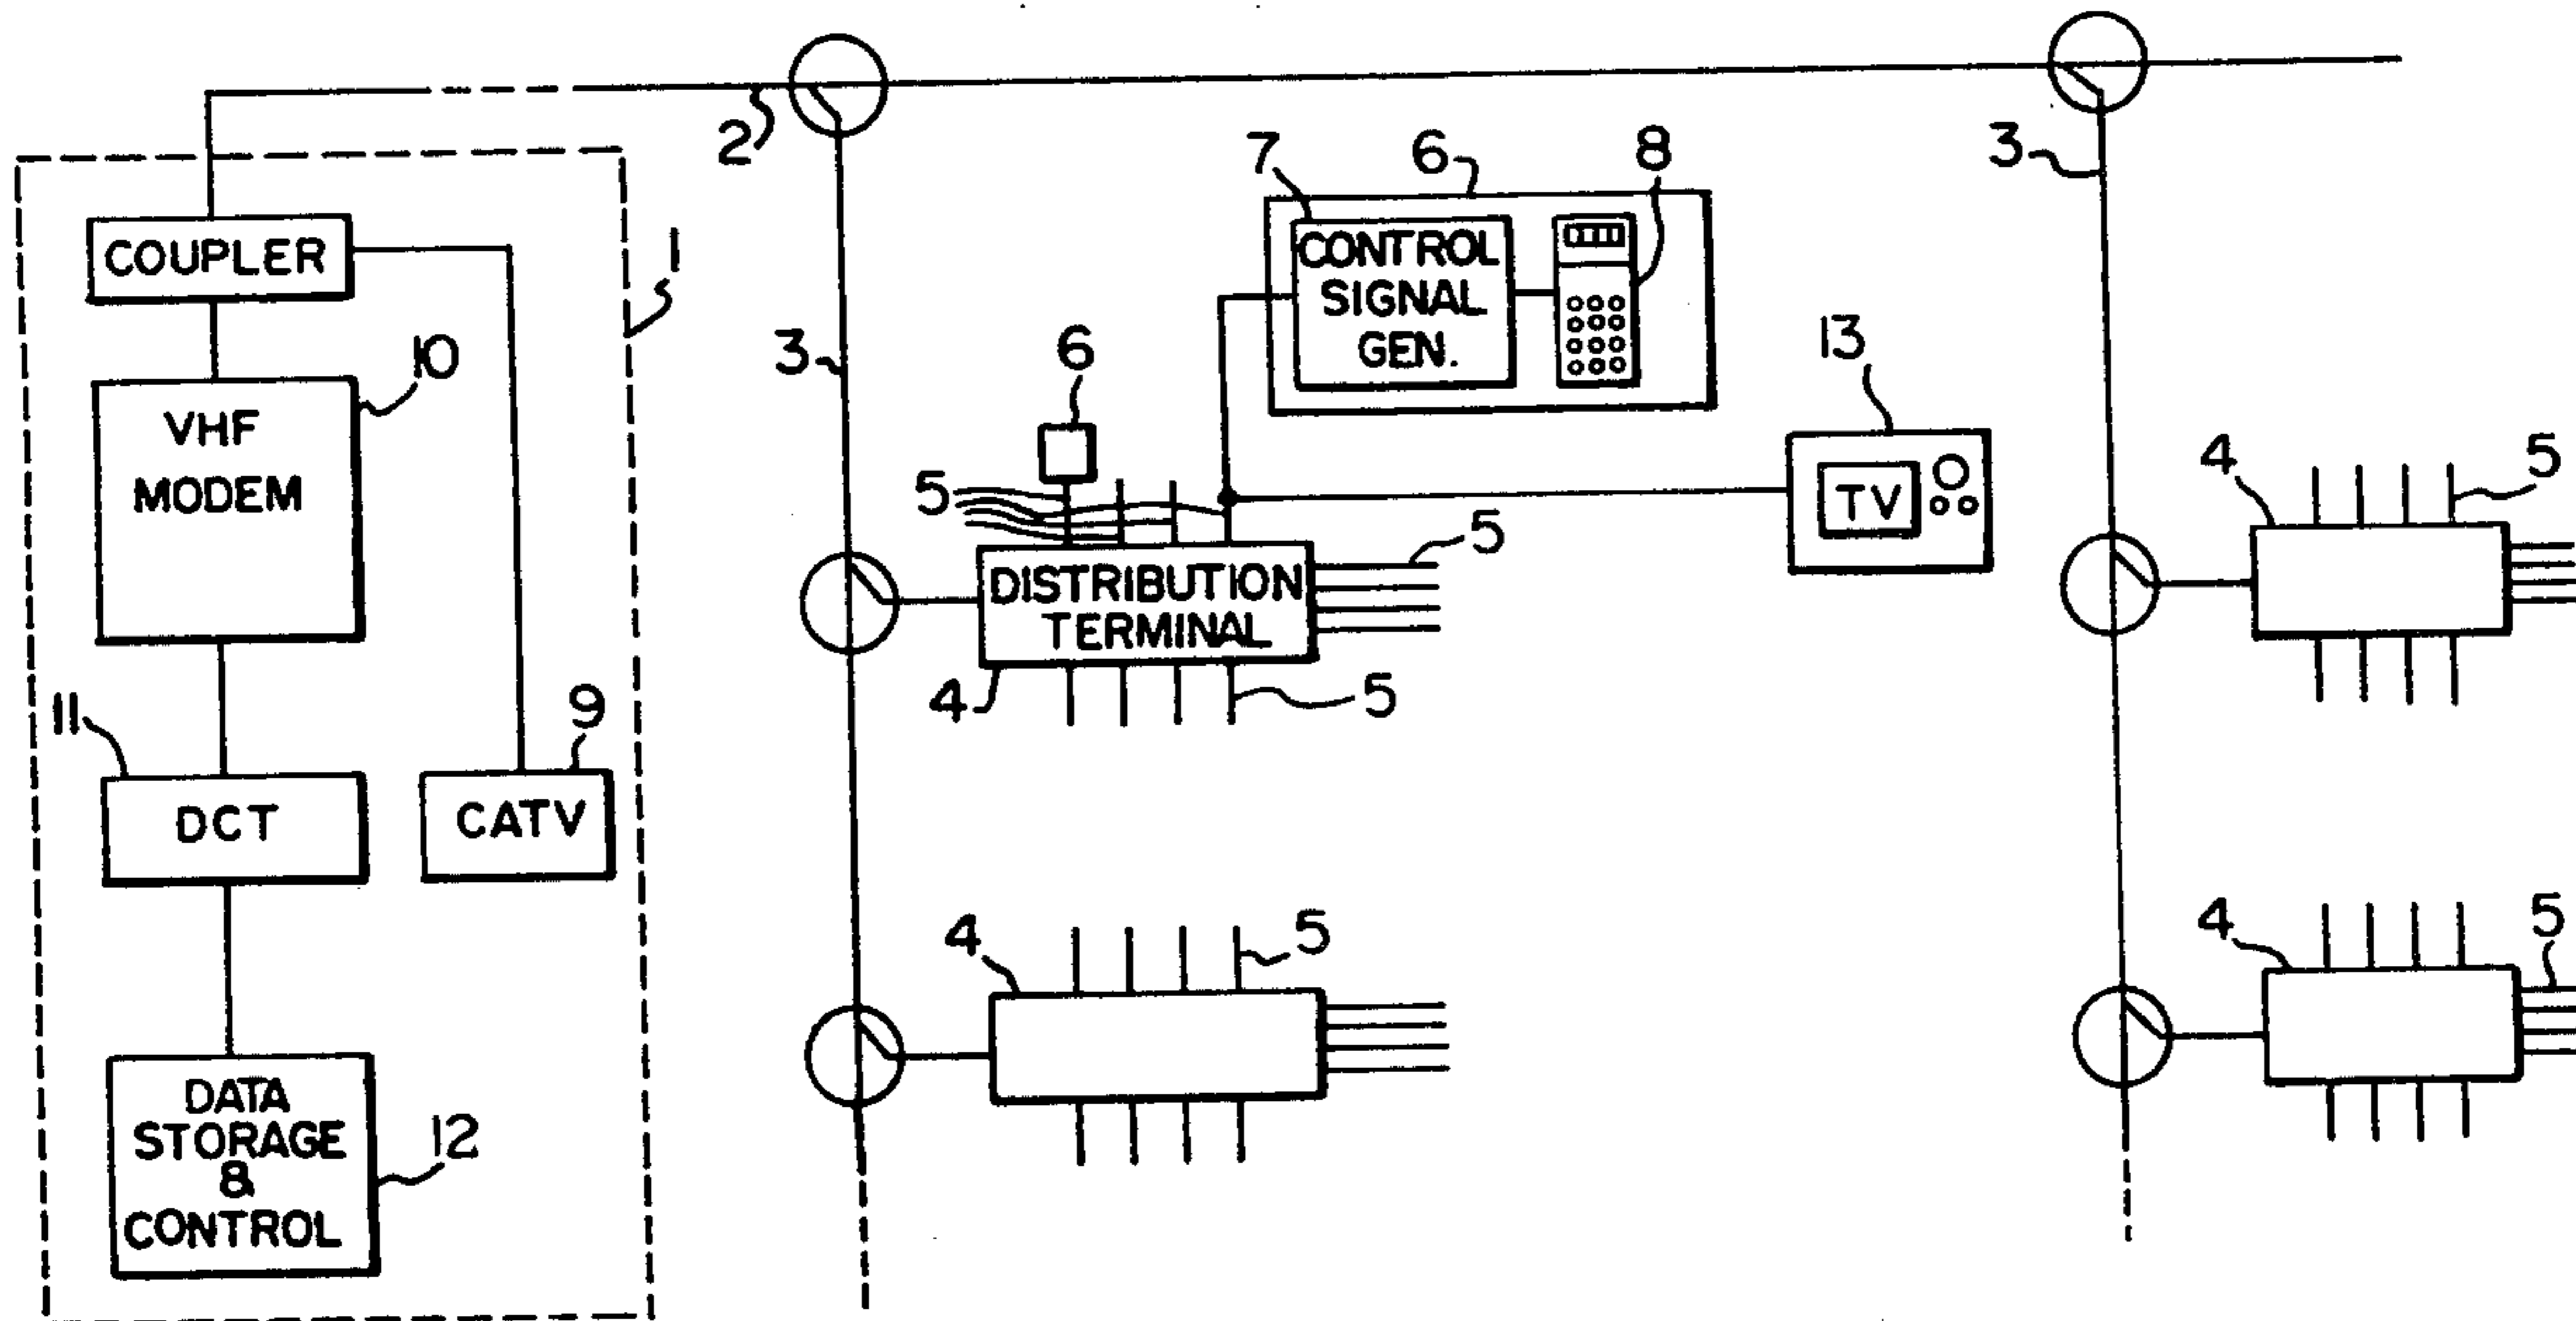 2
3
7
6
8
COUPLER
1
CONTROL
SIGNAL
GEN.
3
6
13
10
VHF
MODEM
TV
5
5
4
5
DISTRIBUTION
TERMINAL
4
5
11
9
DCT
CATV
4
5
4
5
DATA
STORAGE
&
CONTROL
12